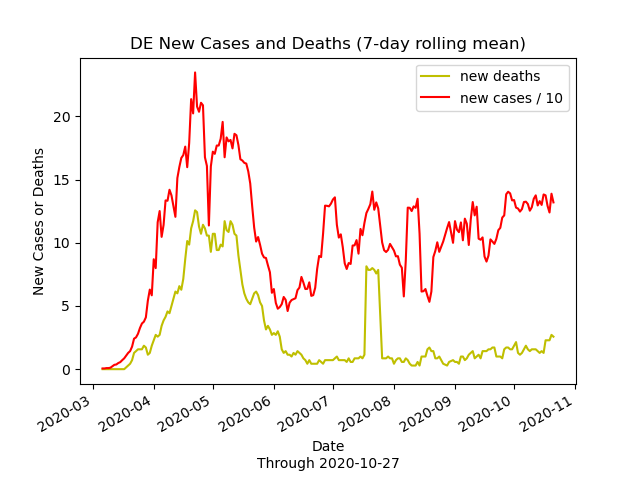 DE New Cases and Deaths (7-day rolling mean)
new deaths
new cases / 10
New Cases or Deaths
20
15
10
5
0
2020-03
2020-04
2020-05
2020-06
2020-07
2020-08
2020-09
2020-10
2020-11
Date
Through 2020-10-27